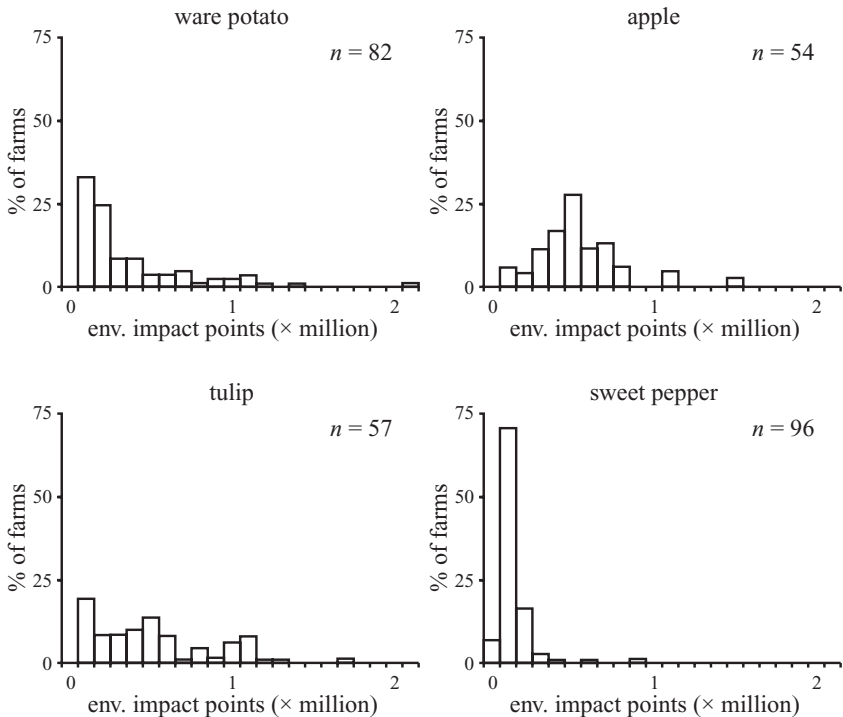 ware potato
n = 82
% of farms
75
50
25
0
0 1 2
env. impact points (× million)
apple
n = 54
% of farms
75
50
25
0
0 1 2
env. impact points (× million)
tulip
n = 57
% of farms
75
50
25
0
0 1 2
env. impact points (× million)
sweet pepper
n = 96
% of farms
75
50
25
0
0 1 2
env. impact points (× million)